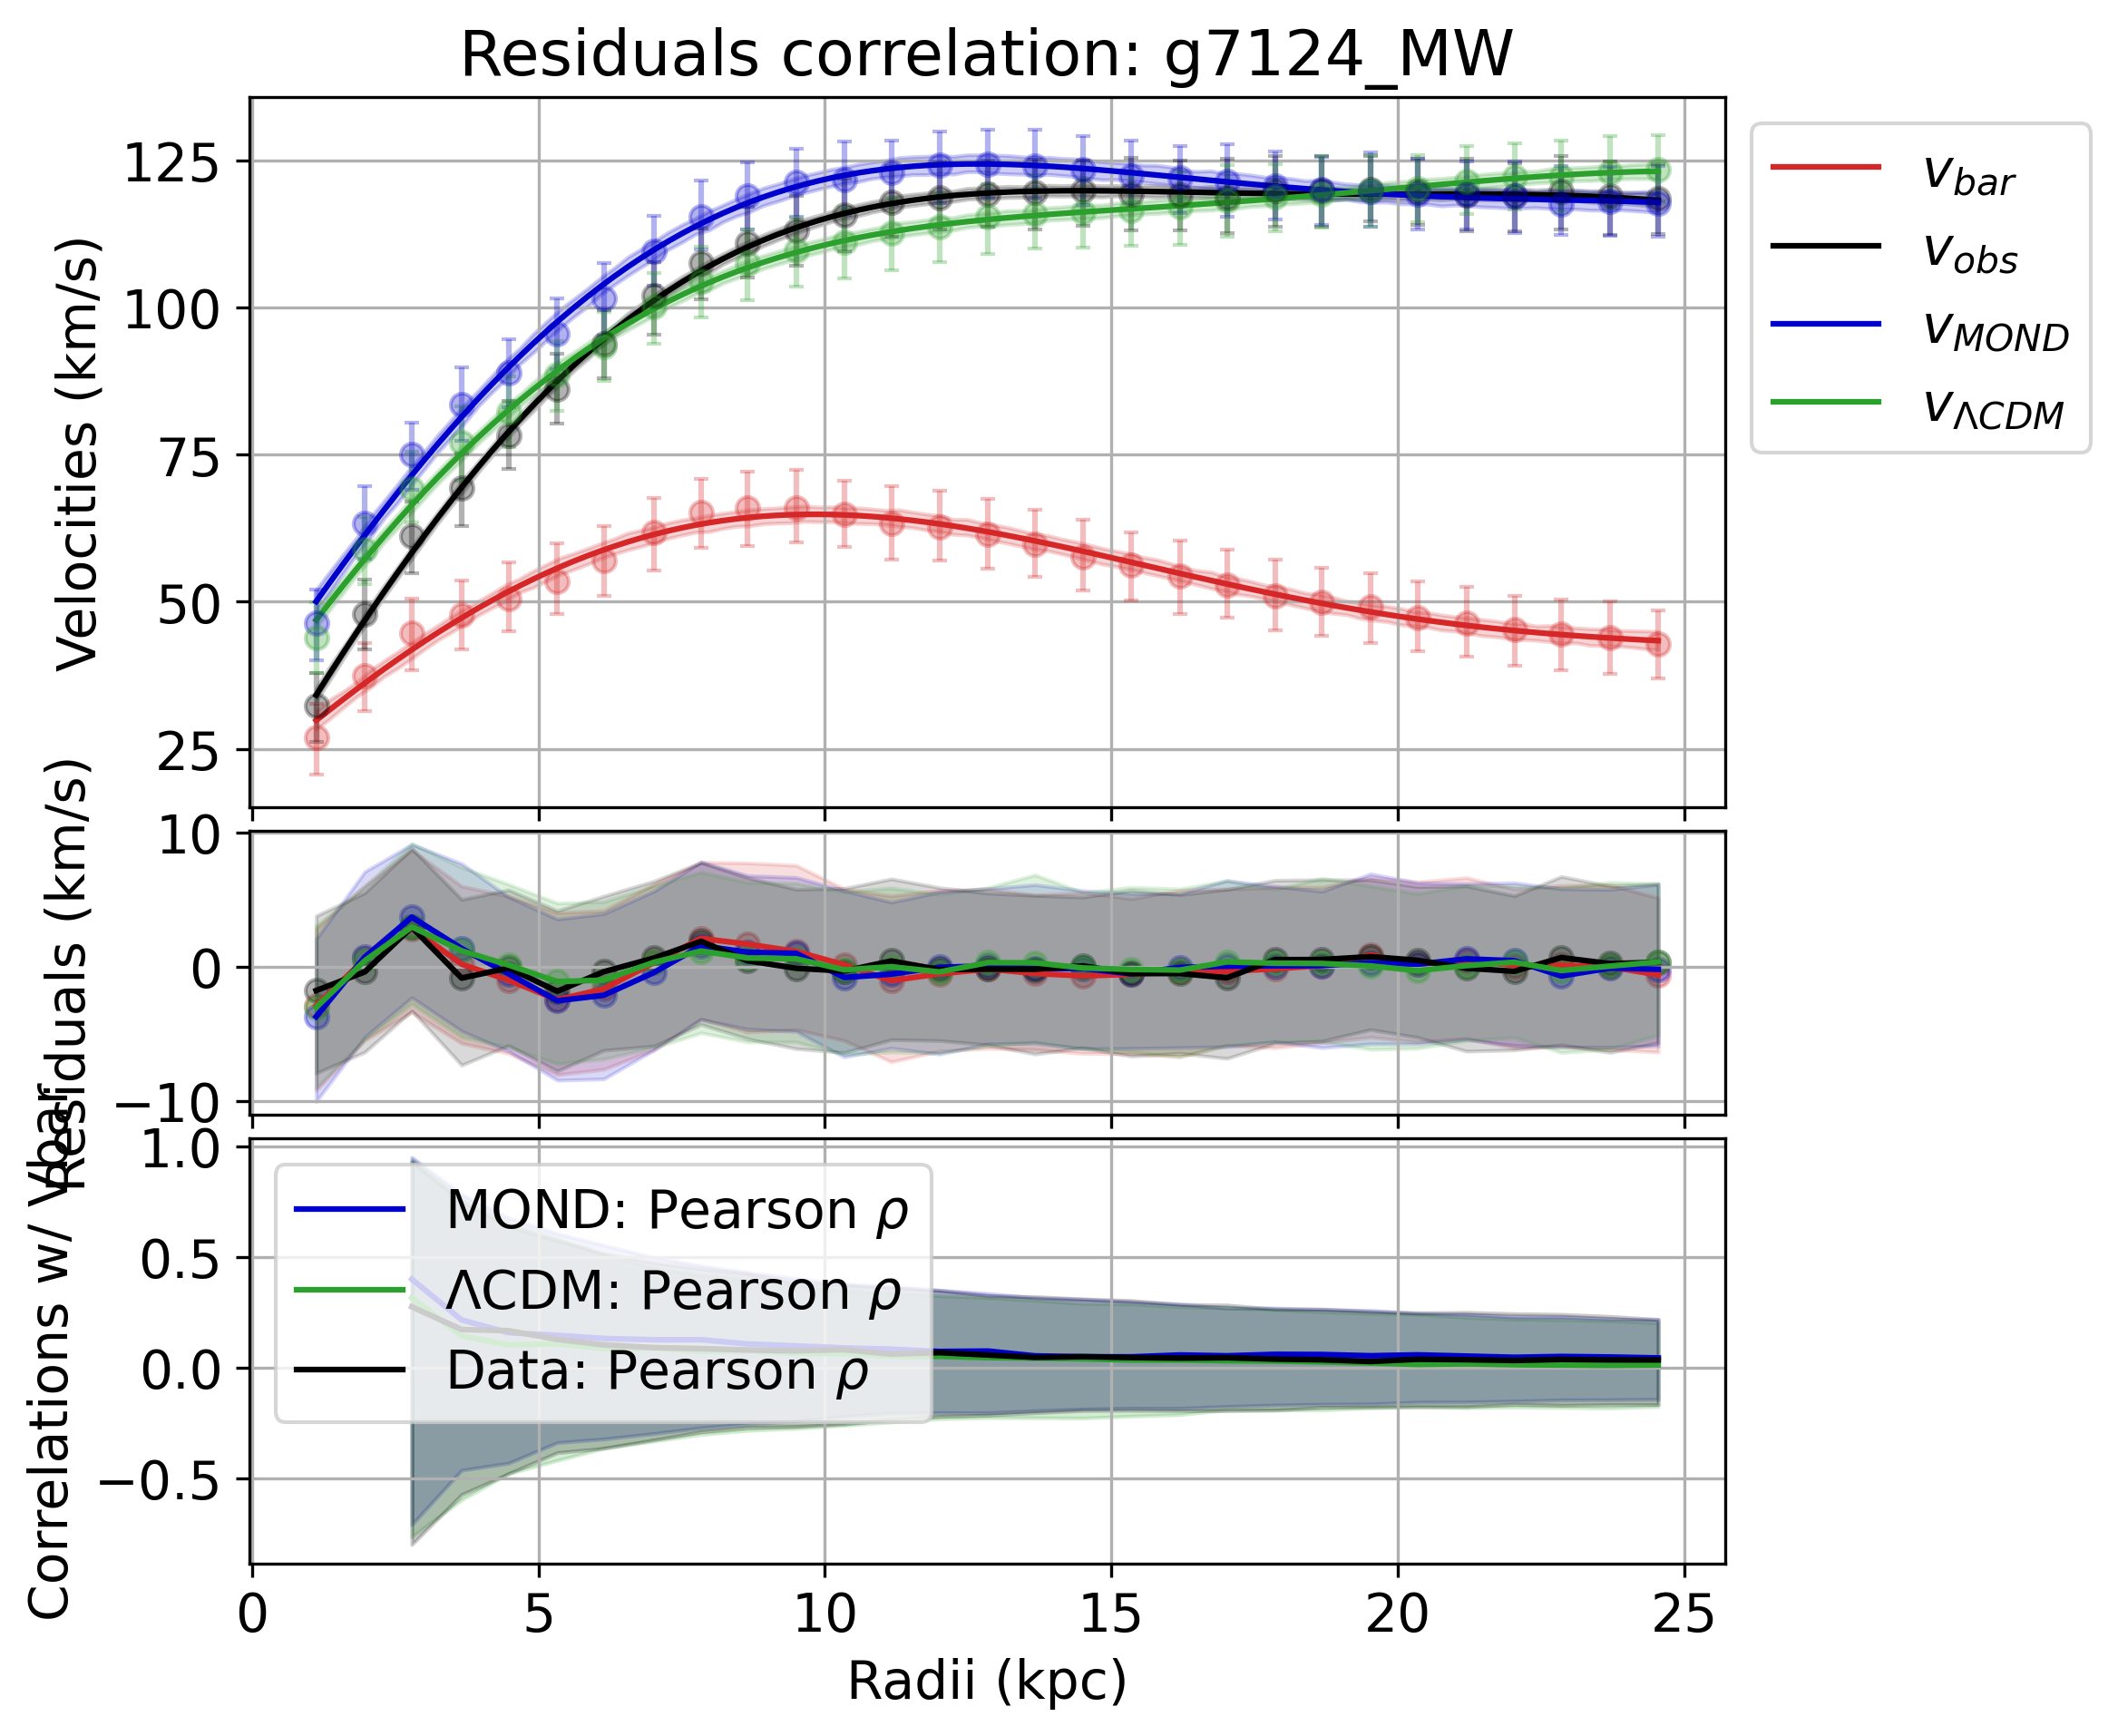 Residuals correlation: g7124_MW
Velocities (km/s)
125
100
75
50
25
v_bar
v_obs
v_MOND
v_ΛCDM
Residuals (km/s)
10
0
−10
Correlations w/ Vbar
1.0
0.5
0.0
−0.5
MOND: Pearson ρ
ΛCDM: Pearson ρ
Data: Pearson ρ
0 5 10 15 20 25
Radii (kpc)